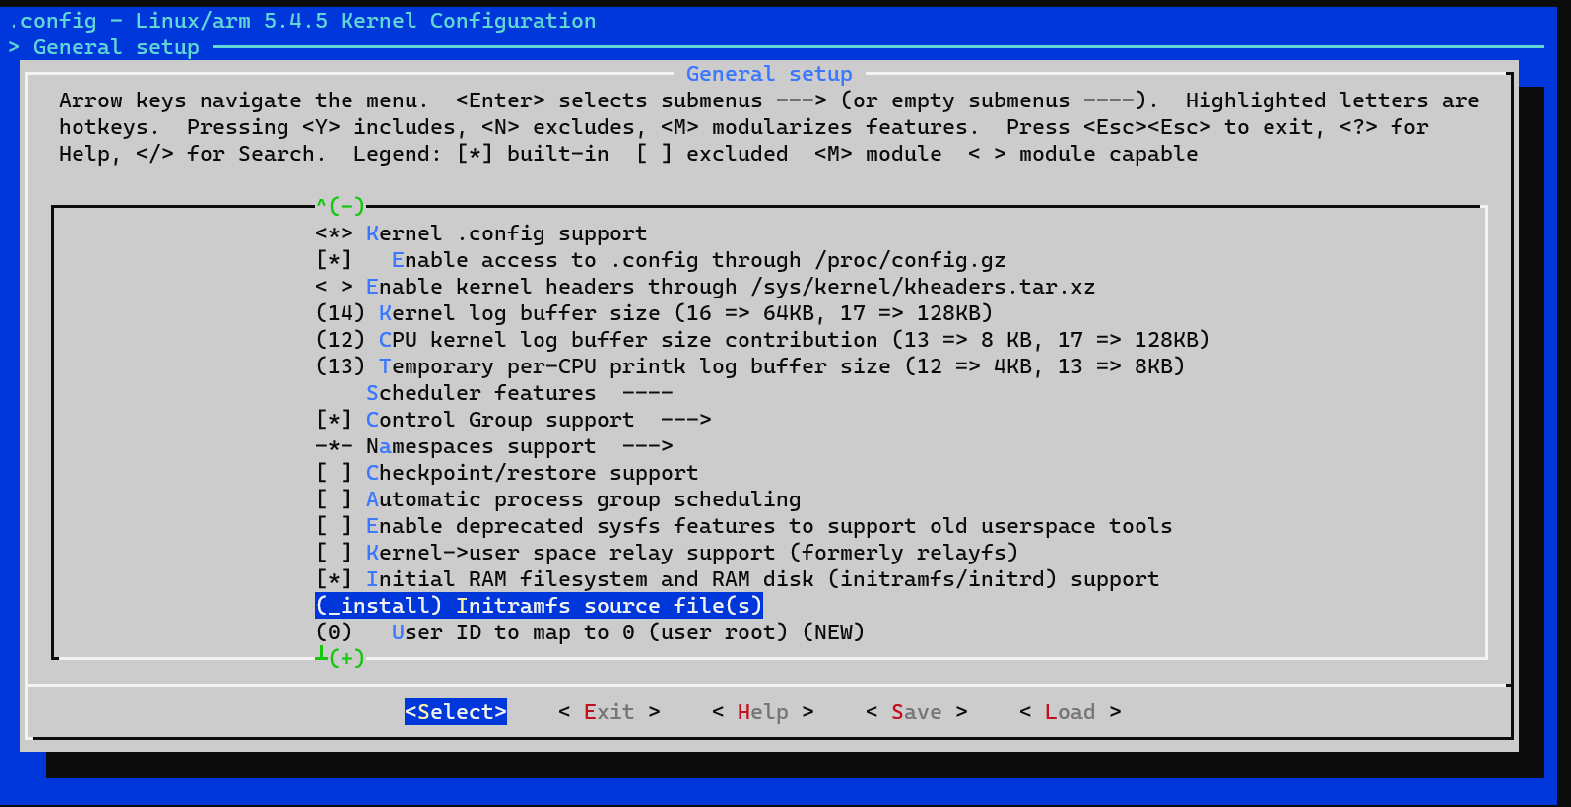 .config - Linux/arm 5.4.5 Kernel Configuration
> General setup
General setup
Arrow keys navigate the menu.  <Enter> selects submenus ---> (or empty submenus ----).  Highlighted letters are
hotkeys.  Pressing <Y> includes, <N> excludes, <M> modularizes features.  Press <Esc><Esc> to exit, <?> for
Help, </> for Search.  Legend: [*] built-in  [ ] excluded  <M> module  < > module capable
^(-)
<*> Kernel .config support
[*]   Enable access to .config through /proc/config.gz
< > Enable kernel headers through /sys/kernel/kheaders.tar.xz
(14) Kernel log buffer size (16 => 64KB, 17 => 128KB)
(12) CPU kernel log buffer size contribution (13 => 8 KB, 17 => 128KB)
(13) Temporary per-CPU printk log buffer size (12 => 4KB, 13 => 8KB)
Scheduler features  ----
[*] Control Group support  --->
-*- Namespaces support  --->
[ ] Checkpoint/restore support
[ ] Automatic process group scheduling
[ ] Enable deprecated sysfs features to support old userspace tools
[ ] Kernel->user space relay support (formerly relayfs)
[*] Initial RAM filesystem and RAM disk (initramfs/initrd) support
(_install) Initramfs source file(s)
(0)   User ID to map to 0 (user root) (NEW)
┴(+)
<Select>    < Exit >    < Help >    < Save >    < Load >